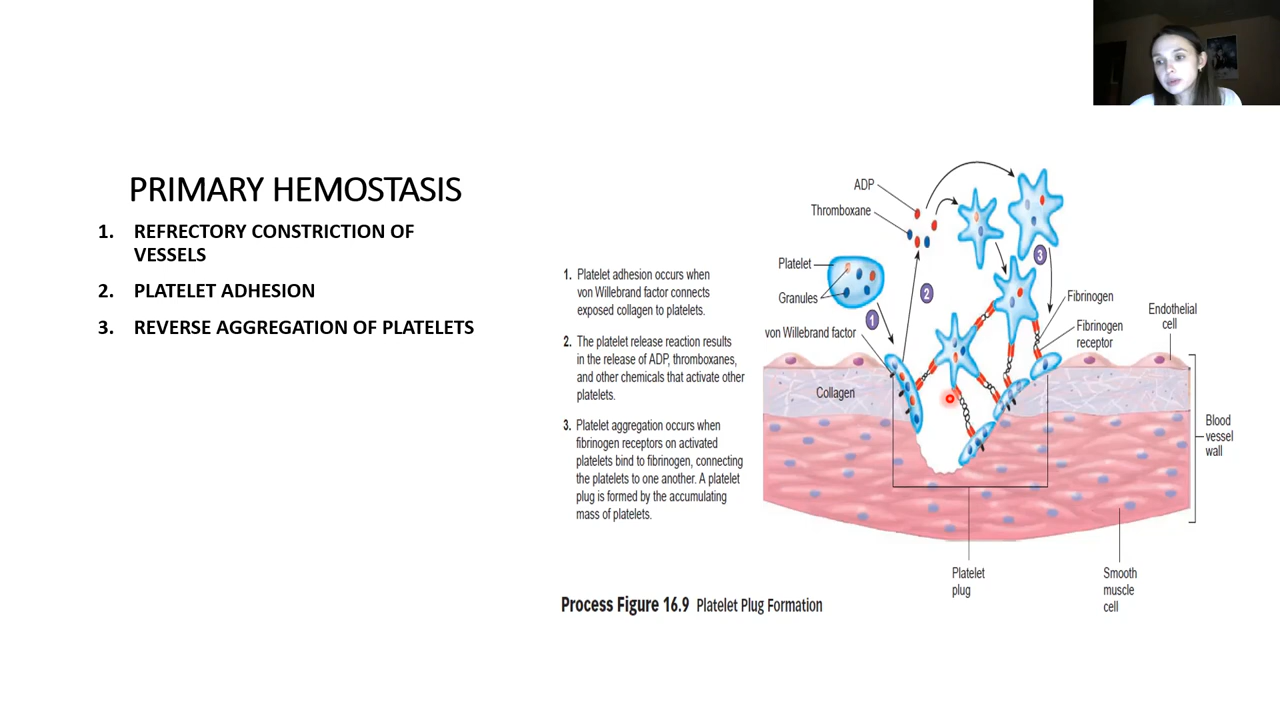 PRIMARY HEMOSTASIS
1. REFRECTORY CONSTRICTION OF
VESSELS
2. PLATELET ADHESION
3. REVERSE AGGREGATION OF PLATELETS
1. Platelet adhesion occurs when
von Willebrand factor connects
exposed collagen to platelets.
2. The platelet release reaction results
in the release of ADP, thromboxanes,
and other chemicals that activate other
platelets.
3. Platelet aggregation occurs when
fibrinogen receptors on activated
platelets bind to fibrinogen, connecting
the platelets to one another. A platelet
plug is formed by the accumulating
mass of platelets.
ADP
Thromboxane
Platelet
Granules
von Willebrand factor
Collagen
1
2
3
Fibrinogen
Fibrinogen
receptor
Endothelial
cell
Blood
vessel
wall
Platelet
plug
Smooth
muscle
cell
Process Figure 16.9 Platelet Plug Formation